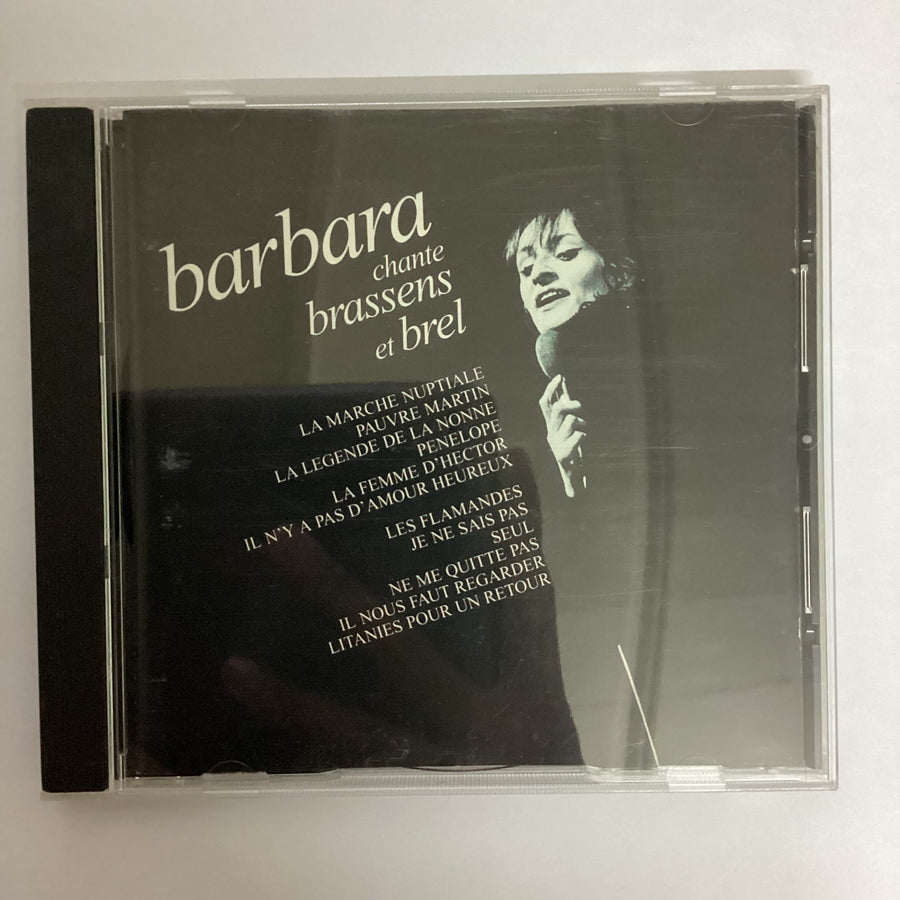 barbara
chante
brassens
et brel
LA MARCHE NUPTIALE
PAUVRE MARTIN
LA LEGENDE DE LA NONNE
PENELOPE
LA FEMME D'HECTOR
IL N'Y A PAS D'AMOUR HEUREUX
LES FLAMANDES
JE NE SAIS PAS
SEUL
NE ME QUITTE PAS
IL NOUS FAUT REGARDER
LITANIES POUR UN RETOUR